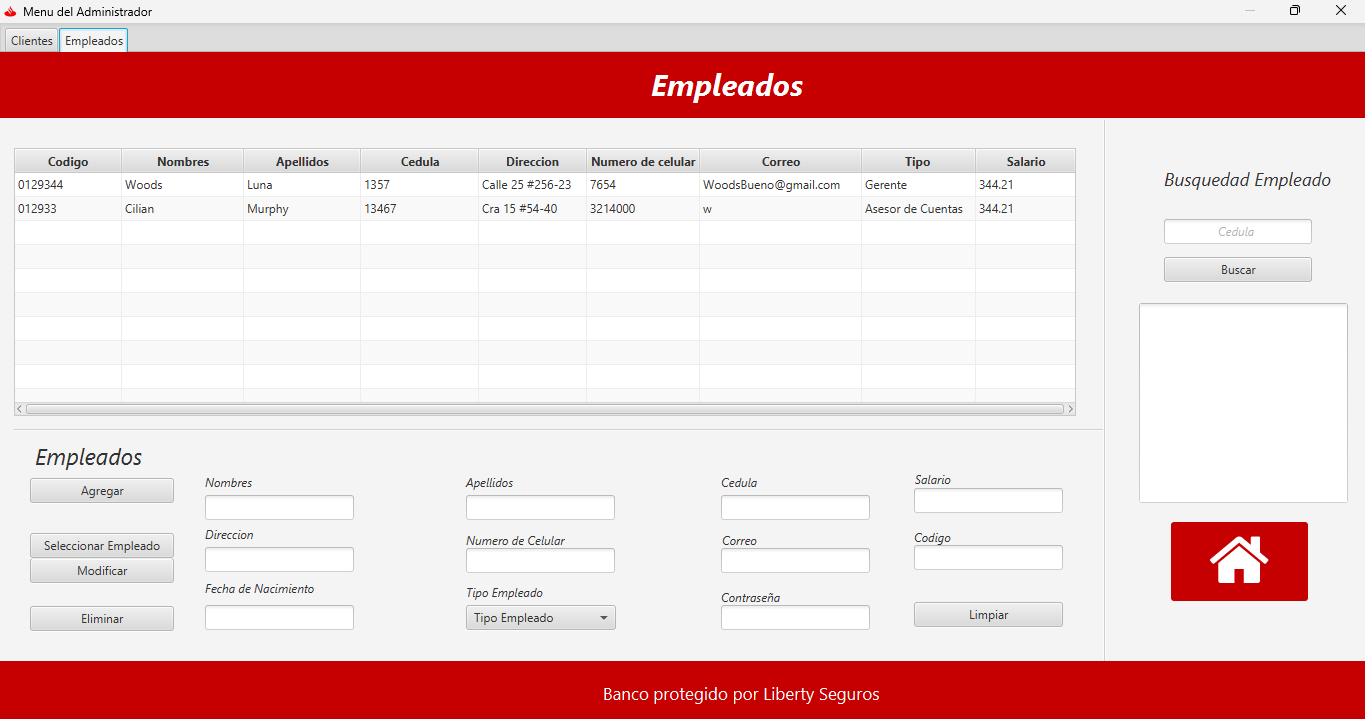 Menu del Administrador
Clientes Empleados
Empleados
Codigo Nombres Apellidos Cedula Direccion Numero de celular Correo Tipo Salario
0129344 Woods Luna 1357 Calle 25 #256-23 7654 WoodsBueno@gmail.com Gerente 344.21
012933 Cilian Murphy 13467 Cra 15 #54-40 3214000 w Asesor de Cuentas 344.21
Busquedad Empleado
Cedula
Buscar
Empleados
Agregar
Seleccionar Empleado
Modificar
Eliminar
Nombres Apellidos Cedula Salario
Direccion Numero de Celular Correo Codigo
Fecha de Nacimiento Tipo Empleado Contraseña
Tipo Empleado
Limpiar
Banco protegido por Liberty Seguros